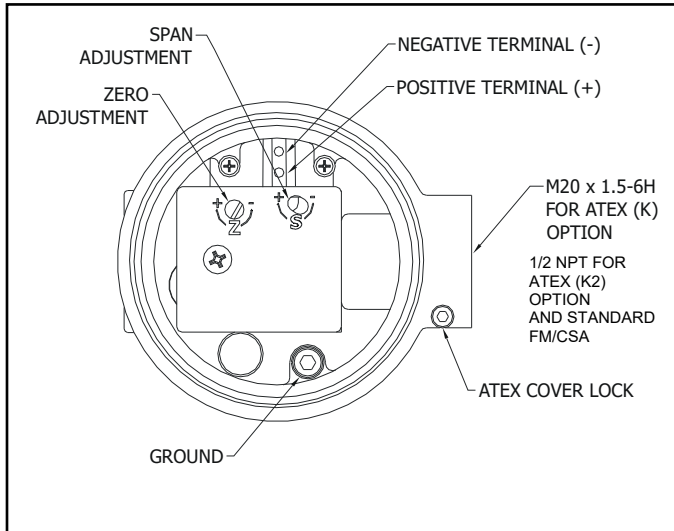 SPAN
ADJUSTMENT
NEGATIVE TERMINAL (-)
POSITIVE TERMINAL (+)
ZERO
ADJUSTMENT
+ - 
Z
+ -
S
M20 x 1.5-6H
FOR ATEX (K)
OPTION
1/2 NPT FOR
ATEX (K2)
OPTION
AND STANDARD
FM/CSA
ATEX COVER LOCK
GROUND